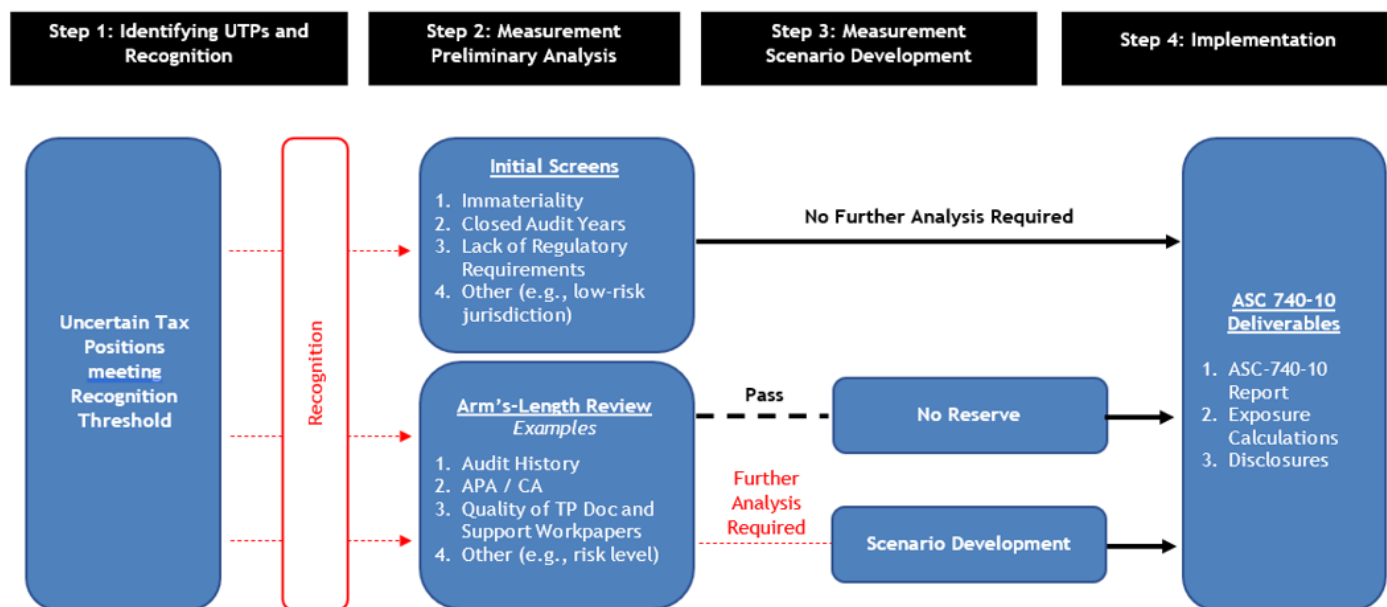 Step 1: Identifying UTPs and
Recognition
Step 2: Measurement
Preliminary Analysis
Step 3: Measurement
Scenario Development
Step 4: Implementation
Uncertain Tax
Positions
meeting
Recognition
Threshold
Recognition
Initial Screens
1. Immateriality
2. Closed Audit Years
3. Lack of Regulatory
Requirements
4. Other (e.g., low-risk
jurisdiction)
No Further Analysis Required
Arm's-Length Review
Examples
1. Audit History
2. APA / CA
3. Quality of TP Doc and
Support Workpapers
4. Other (e.g., risk level)
Pass
No Reserve
Further
Analysis
Required
Scenario Development
ASC 740-10
Deliverables
1. ASC-740-10
Report
2. Exposure
Calculations
3. Disclosures